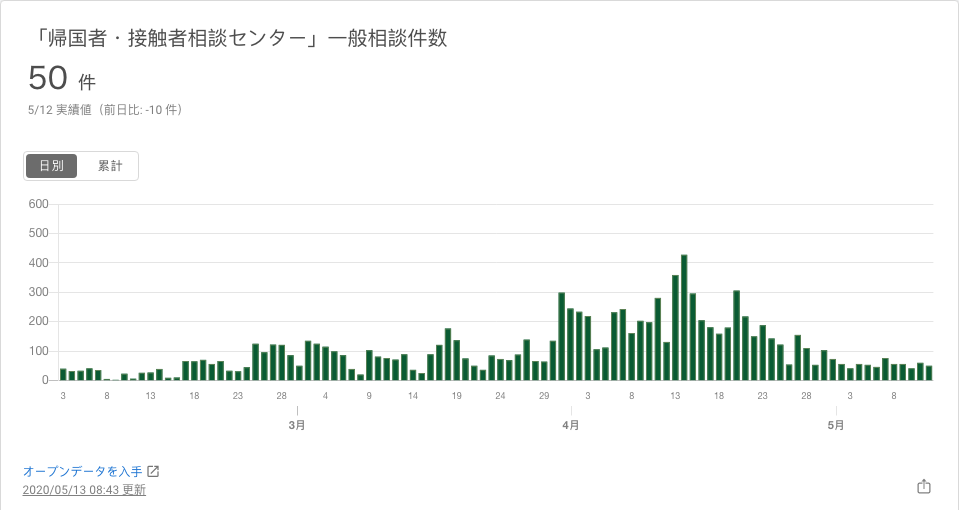 「帰国者・接触者相談センター」一般相談件数
50 件
5/12 実績値（前日比: -10 件）
日別 累計
600
500
400
300
200
100
0
3 8 13 18 23 28 4 9 14 19 24 29 3 8 13 18 23 28 3 8
3月 4月 5月
オープンデータを入手
2020/05/13 08:43 更新